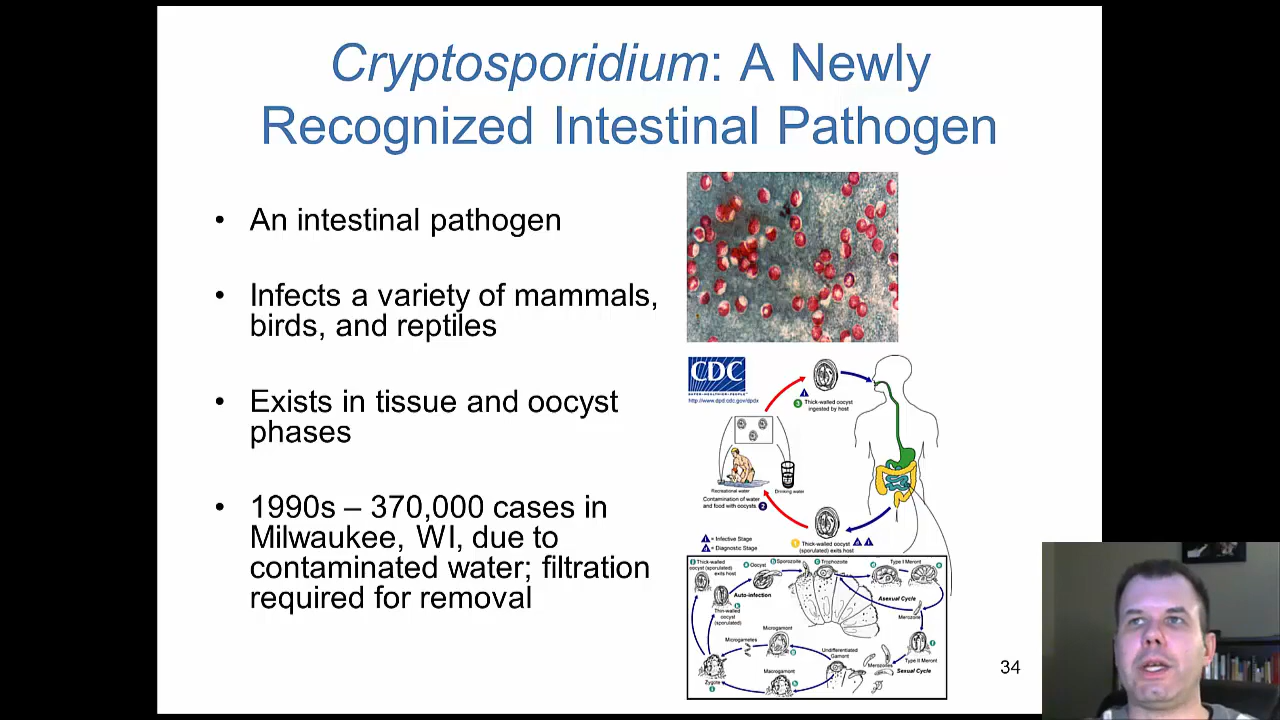 Cryptosporidium: A Newly
Recognized Intestinal Pathogen
• An intestinal pathogen
• Infects a variety of mammals,
birds, and reptiles
• Exists in tissue and oocyst
phases
• 1990s – 370,000 cases in
Milwaukee, WI, due to
contaminated water; filtration
required for removal
CDC
SAFER•HEALTHIER•PEOPLE™
http://www.dpd.cdc.gov/dpdx
3 Thick-walled oocyst
ingested by host
Recreational water
Drinking water
Contamination of water
and food with oocysts 2
1 Thick-walled oocyst
(sporulated) exits host
= Infective Stage
= Diagnostic Stage
Thick-walled
oocyst (sporulated)
exits host
a Oocyst
b Sporozoite
c Trophozoite
Type I Meront
Auto-infection
Asexual Cycle
Thin-walled
oocyst
(sporulated)
Merozoite
Microgamont
Microgametes
Undifferentiated
Gamont
Merozoites
Type II Meront
Macrogamont
Sexual Cycle
Zygote
34